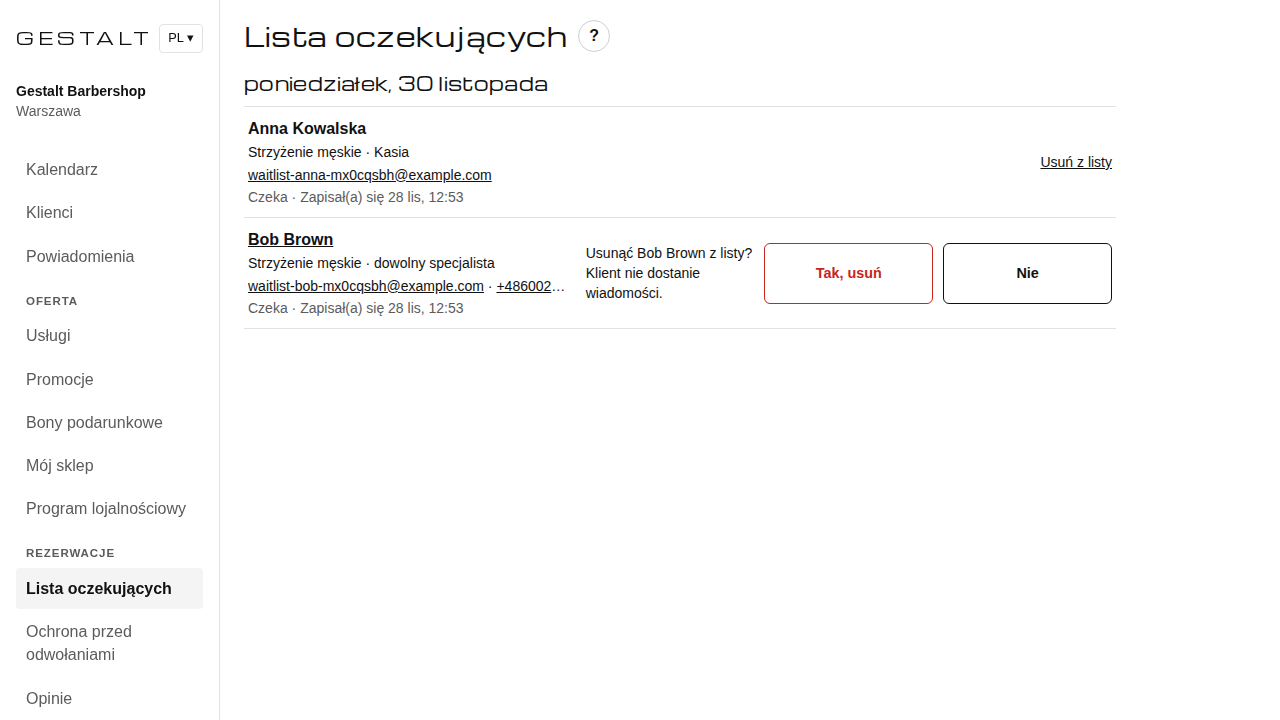 GESTALT
PL ▾
Gestalt Barbershop
Warszawa
Kalendarz
Klienci
Powiadomienia
OFERTA
Usługi
Promocje
Bony podarunkowe
Mój sklep
Program lojalnościowy
REZERWACJE
Lista oczekujących
Ochrona przed
odwołaniami
Opinie
Lista oczekujących
?
poniedziałek, 30 listopada
Anna Kowalska
Strzyżenie męskie · Kasia
waitlist-anna-mx0cqsbh@example.com
Czeka · Zapisał(a) się 28 lis, 12:53
Usuń z listy
Bob Brown
Strzyżenie męskie · dowolny specjalista
waitlist-bob-mx0cqsbh@example.com · +486002…
Czeka · Zapisał(a) się 28 lis, 12:53
Usunąć Bob Brown z listy?
Klient nie dostanie
wiadomości.
Tak, usuń
Nie